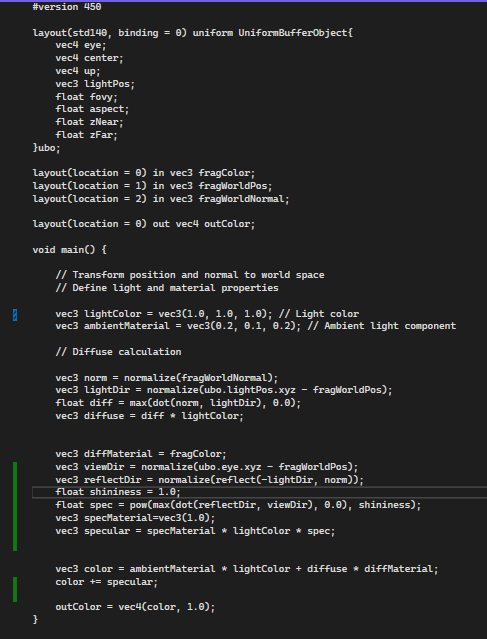 #version 450
layout(std140, binding = 0) uniform UniformBufferObject{
vec4 eye;
vec4 center;
vec4 up;
vec3 lightPos;
float fovy;
float aspect;
float zNear;
float zFar;
}ubo;
layout(location = 0) in vec3 fragColor;
layout(location = 1) in vec3 fragWorldPos;
layout(location = 2) in vec3 fragWorldNormal;
layout(location = 0) out vec4 outColor;
void main() {
// Transform position and normal to world space
// Define light and material properties
vec3 lightColor = vec3(1.0, 1.0, 1.0); // Light color
vec3 ambientMaterial = vec3(0.2, 0.1, 0.2); // Ambient light component
// Diffuse calculation
vec3 norm = normalize(fragWorldNormal);
vec3 lightDir = normalize(ubo.lightPos.xyz - fragWorldPos);
float diff = max(dot(norm, lightDir), 0.0);
vec3 diffuse = diff * lightColor;
vec3 diffMaterial = fragColor;
vec3 viewDir = normalize(ubo.eye.xyz - fragWorldPos);
vec3 reflectDir = normalize(reflect(-lightDir, norm));
float shininess = 1.0;
float spec = pow(max(dot(reflectDir, viewDir), 0.0), shininess);
vec3 specMaterial=vec3(1.0);
vec3 specular = specMaterial * lightColor * spec;
vec3 color = ambientMaterial * lightColor + diffuse * diffMaterial;
color += specular;
outColor = vec4(color, 1.0);
}